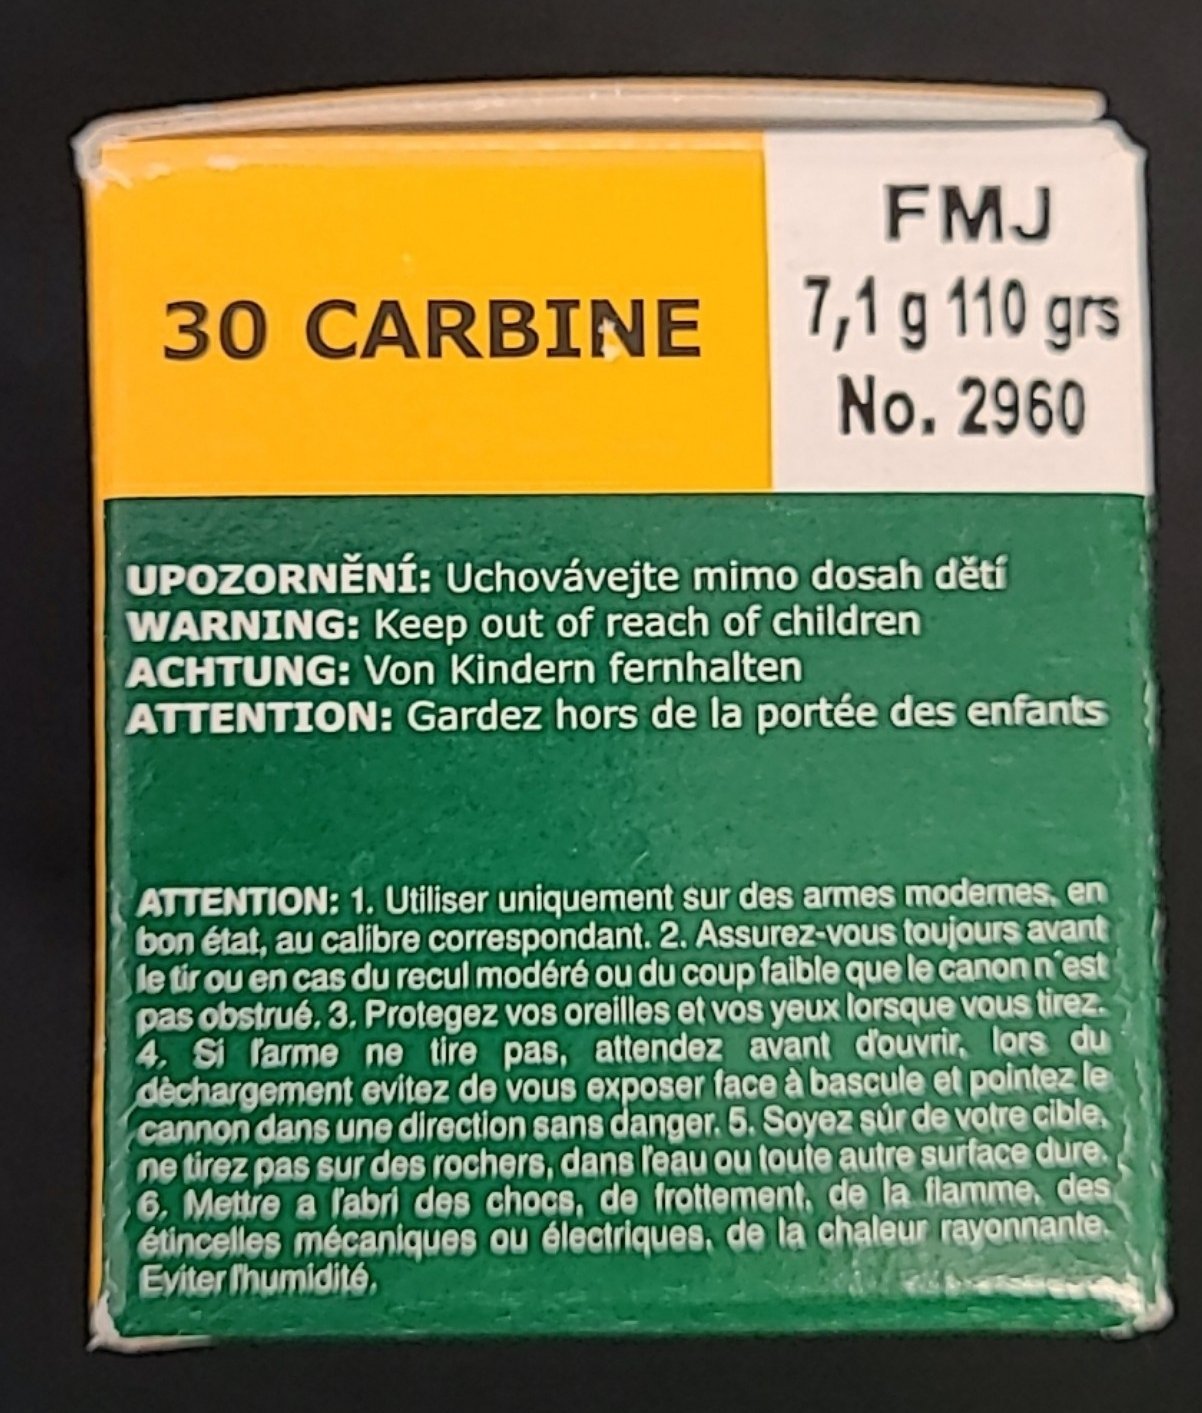 30 CARBINE
FMJ
7,1 g 110 grs
No. 2960
UPOZORNĚNÍ: Uchovávejte mimo dosah dětí
WARNING: Keep out of reach of children
ACHTUNG: Von Kindern fernhalten
ATTENTION: Gardez hors de la portée des enfants
ATTENTION: 1. Utiliser uniquement sur des armes modernes, en
bon état, au calibre correspondant. 2. Assurez-vous toujours avant
le tir ou en cas du recul modéré ou du coup faible que le canon n´est
pas obstrué. 3. Protegez vos oreilles et vos yeux lorsque vous tirez.
4. Si l'arme ne tire pas, attendez avant d'ouvrir, lors du
dèchargement evitez de vous exposer face à bascule et pointez le
cannon dans une direction sans danger. 5. Soyez súr de votre cible,
ne tirez pas sur des rochers, dans l'eau ou toute autre surface dure.
6. Mettre a l'abri des chocs, de frottement, de la flamme, des
étincelles mécaniques ou électriques, de la chaleur rayonnante.
Eviter l'humidité.